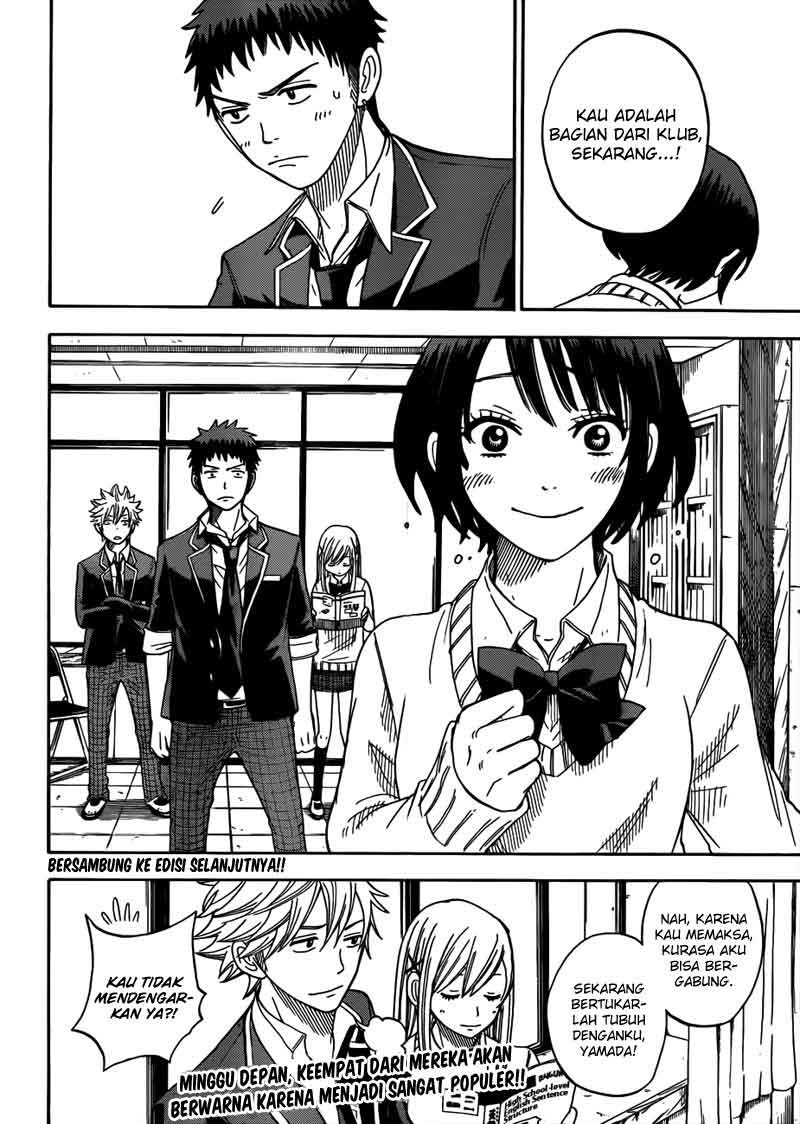 KAU ADALAH
BAGIAN DARI KLUB,
SEKARANG...!
BERSAMBUNG KE EDISI SELANJUTNYA!!
NAH, KARENA
KAU MEMAKSA,
KURASA AKU
BISA BER-
GABUNG.
SEKARANG
BERTUKAR-
LAH TUBUH
DENGANKU,
YAMADA!
KAU TIDAK
MENDENGAR-
KAN YA?!
MINGGU DEPAN, KEEMPAT DARI MEREKA AKAN
BERWARNA KARENA MENJADI SANGAT POPULER!!
High School-level
English Sentence
Structure